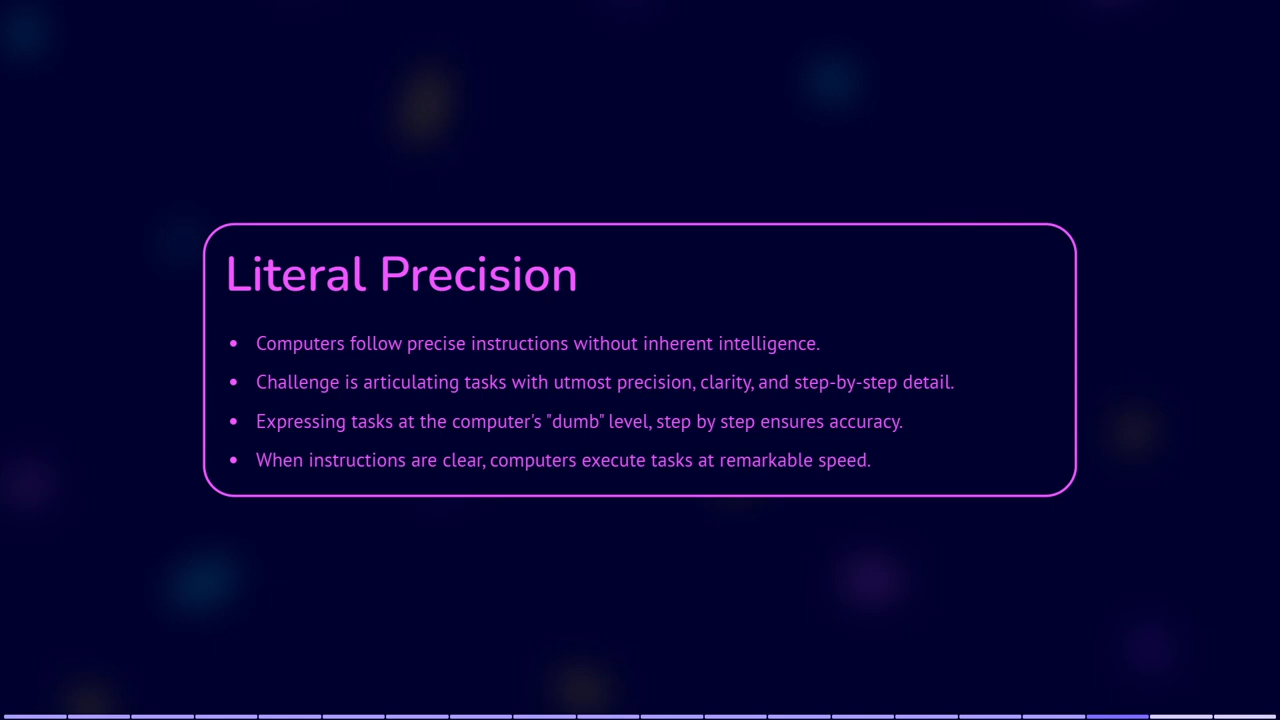 Literal Precision
• Computers follow precise instructions without inherent intelligence.
• Challenge is articulating tasks with utmost precision, clarity, and step-by-step detail.
• Expressing tasks at the computer's "dumb" level, step by step ensures accuracy.
• When instructions are clear, computers execute tasks at remarkable speed.